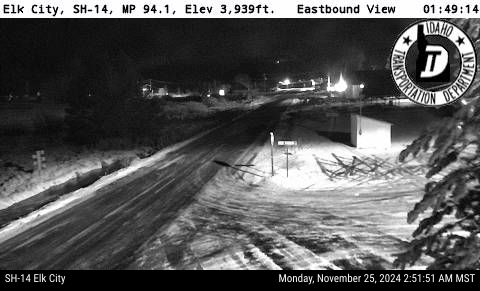 Elk City, SH-14, MP 94.1, Elev 3,939ft. Eastbound View 01:49:14
IDAHO
TRANSPORTATION DEPARTMENT
SH-14 Elk City Monday, November 25, 2024 2:51:51 AM MST